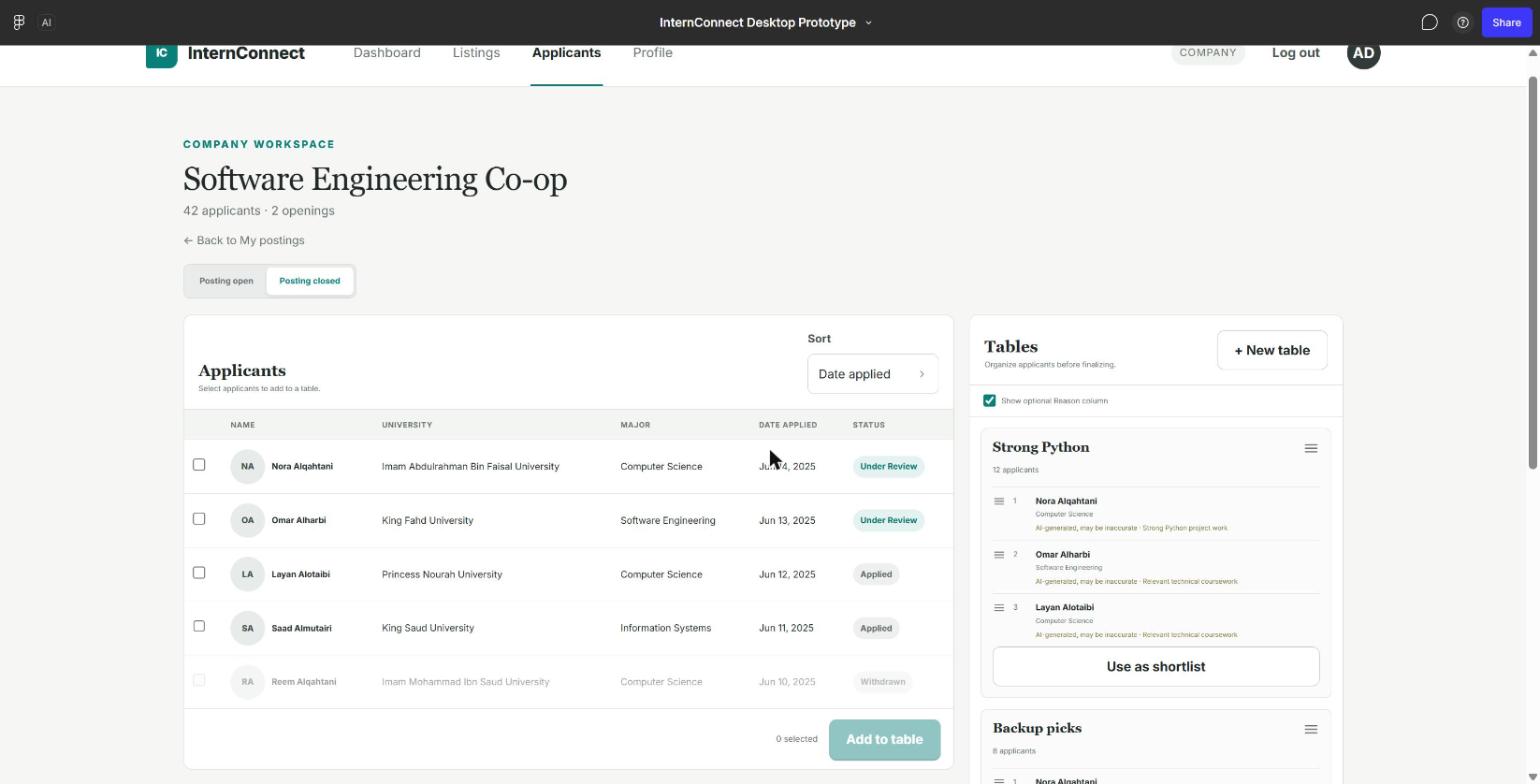 AI
InternConnect Desktop Prototype
Share
IC InternConnect Dashboard Listings Applicants Profile COMPANY Log out AD
COMPANY WORKSPACE
Software Engineering Co-op
42 applicants · 2 openings
← Back to My postings
Posting open Posting closed
Applicants
Select applicants to add to a table.
Sort
Date applied
NAME UNIVERSITY MAJOR DATE APPLIED STATUS
NA Nora Alqahtani Imam Abdulrahman Bin Faisal University Computer Science 2025 Under Review
OA Omar Alharbi King Fahd University Software Engineering Jun 13, 2025 Under Review
LA Layan Alotaibi Princess Nourah University Computer Science Jun 12, 2025 Applied
SA Saad Almutairi King Saud University Information Systems Jun 11, 2025 Applied
RA Reem Alqahtani Imam Mohammad Ibn Saud University Computer Science Jun 10, 2025 Withdrawn
0 selected Add to table
Tables
Organize applicants before finalizing.
+ New table
Show optional Reason column
Strong Python
12 applicants
1 Nora Alqahtani
Computer Science
AI-generated, may be inaccurate · Strong Python project work
2 Omar Alharbi
Software Engineering
AI-generated, may be inaccurate · Relevant technical coursework
3 Layan Alotaibi
Computer Science
AI-generated, may be inaccurate · Relevant technical coursework
Use as shortlist
Backup picks
8 applicants
1 Nora Alqahtani